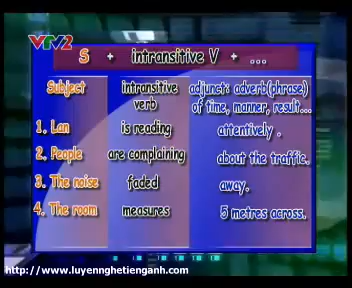 VTV2
S + intransitive V + ...
Subject intransitive verb adjunct: adverb(phrase) of time, manner, result...
1. Lan is reading attentively .
2. People are complaining about the traffic.
3. The noise faded away.
4. The room measures 5 metres across.
http://www.luyennghetienganh.com